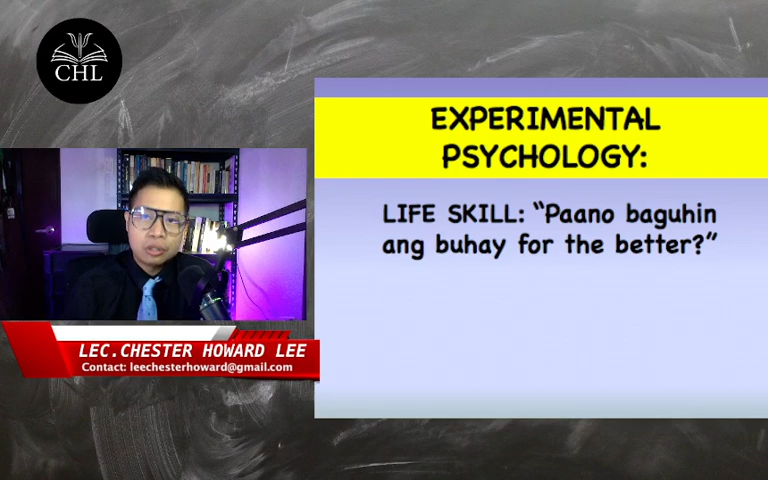 CHL
EXPERIMENTAL
PSYCHOLOGY:
LIFE SKILL: “Paano baguhin
ang buhay for the better?”
LEC.CHESTER HOWARD LEE
Contact: leechesterhoward@gmail.com